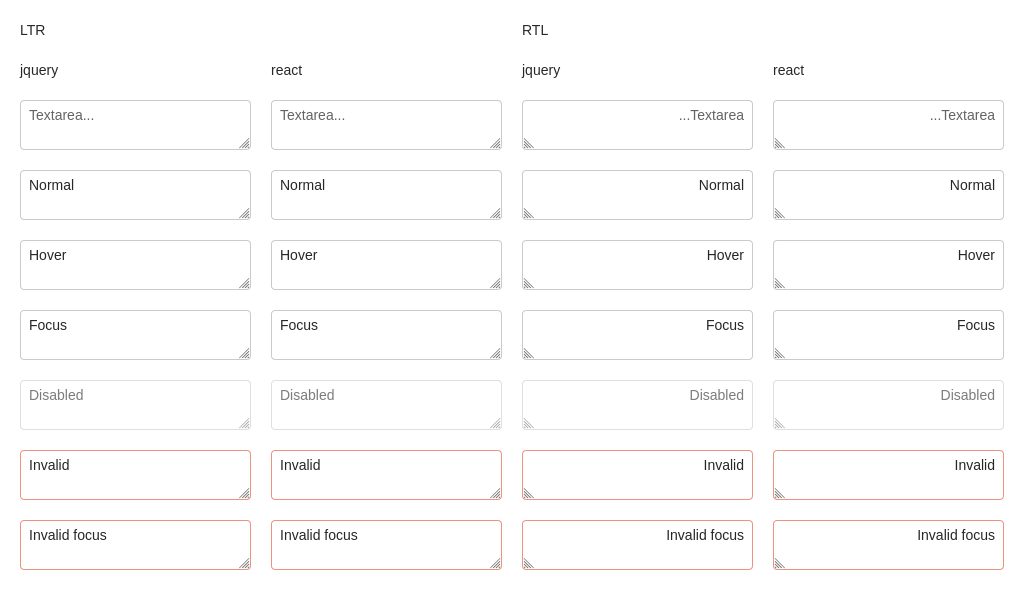 LTR RTL
jquery react jquery react
Textarea... Textarea... ...Textarea ...Textarea
Normal Normal Normal Normal
Hover Hover Hover Hover
Focus Focus Focus Focus
Disabled Disabled Disabled Disabled
Invalid Invalid Invalid Invalid
Invalid focus Invalid focus Invalid focus Invalid focus